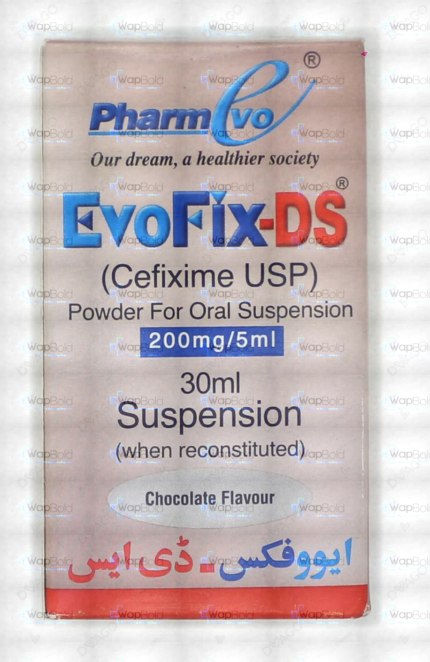 PharmEvo®
Our dream, a healthier society
EvoFix-DS®
(Cefixime USP)
Powder For Oral Suspension
200mg/5ml
30ml
Suspension
(when reconstituted)
Chocolate Flavour
ایووفکس - ڈی ایس
WapBold